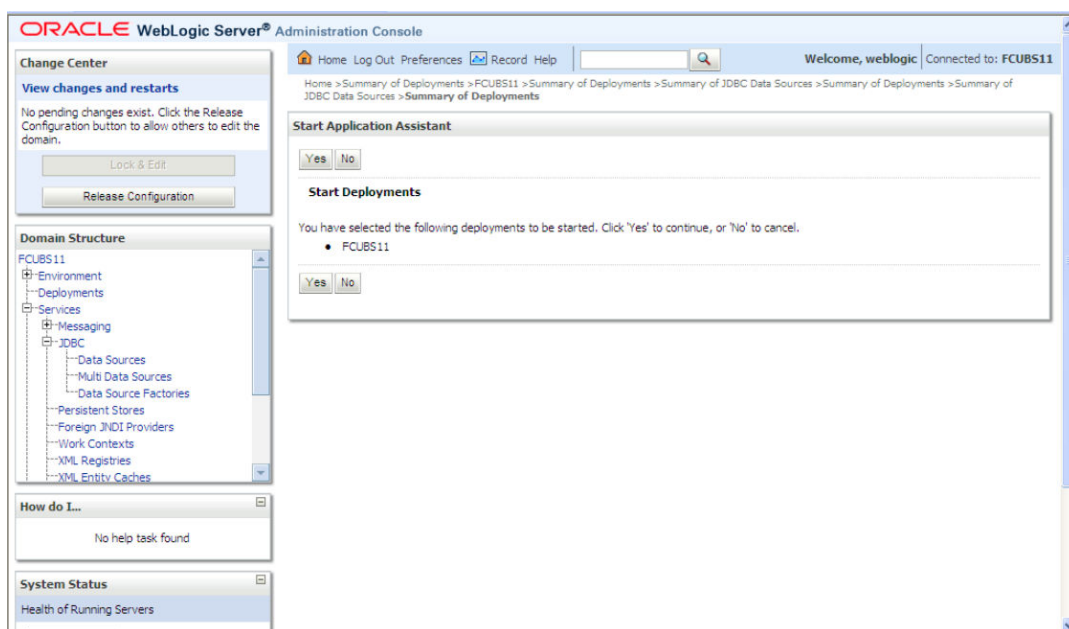 ORACLE WebLogic Server® Administration Console
Change Center
View changes and restarts
No pending changes exist. Click the Release
Configuration button to allow others to edit the
domain.
Lock & Edit
Release Configuration
Domain Structure
FCUBS11
Environment
Deployments
Services
Messaging
JDBC
Data Sources
Multi Data Sources
Data Source Factories
Persistent Stores
Foreign JNDI Providers
Work Contexts
XML Registries
XML Entity Caches
How do I...
No help task found
System Status
Health of Running Servers
Home Log Out Preferences Record Help
Welcome, weblogic Connected to: FCUBS11
Home >Summary of Deployments >FCUBS11 >Summary of Deployments >Summary of JDBC Data Sources >Summary of Deployments >Summary of
JDBC Data Sources >Summary of Deployments
Start Application Assistant
Yes No
Start Deployments
You have selected the following deployments to be started. Click 'Yes' to continue, or 'No' to cancel.
• FCUBS11
Yes No